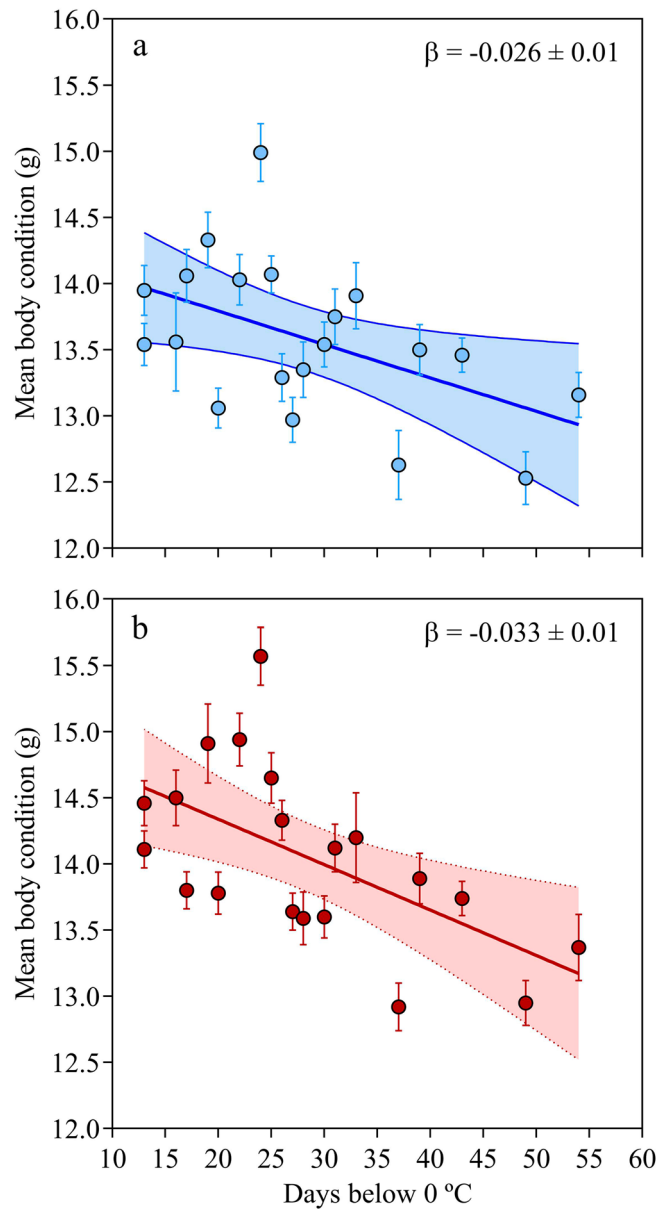 a
β = -0.026 ± 0.01
Mean body condition (g)
16.0
15.5
15.0
14.5
14.0
13.5
13.0
12.5
12.0
b
β = -0.033 ± 0.01
Mean body condition (g)
16.0
15.5
15.0
14.5
14.0
13.5
13.0
12.5
12.0
10 15 20 25 30 35 40 45 50 55 60
Days below 0 ºC